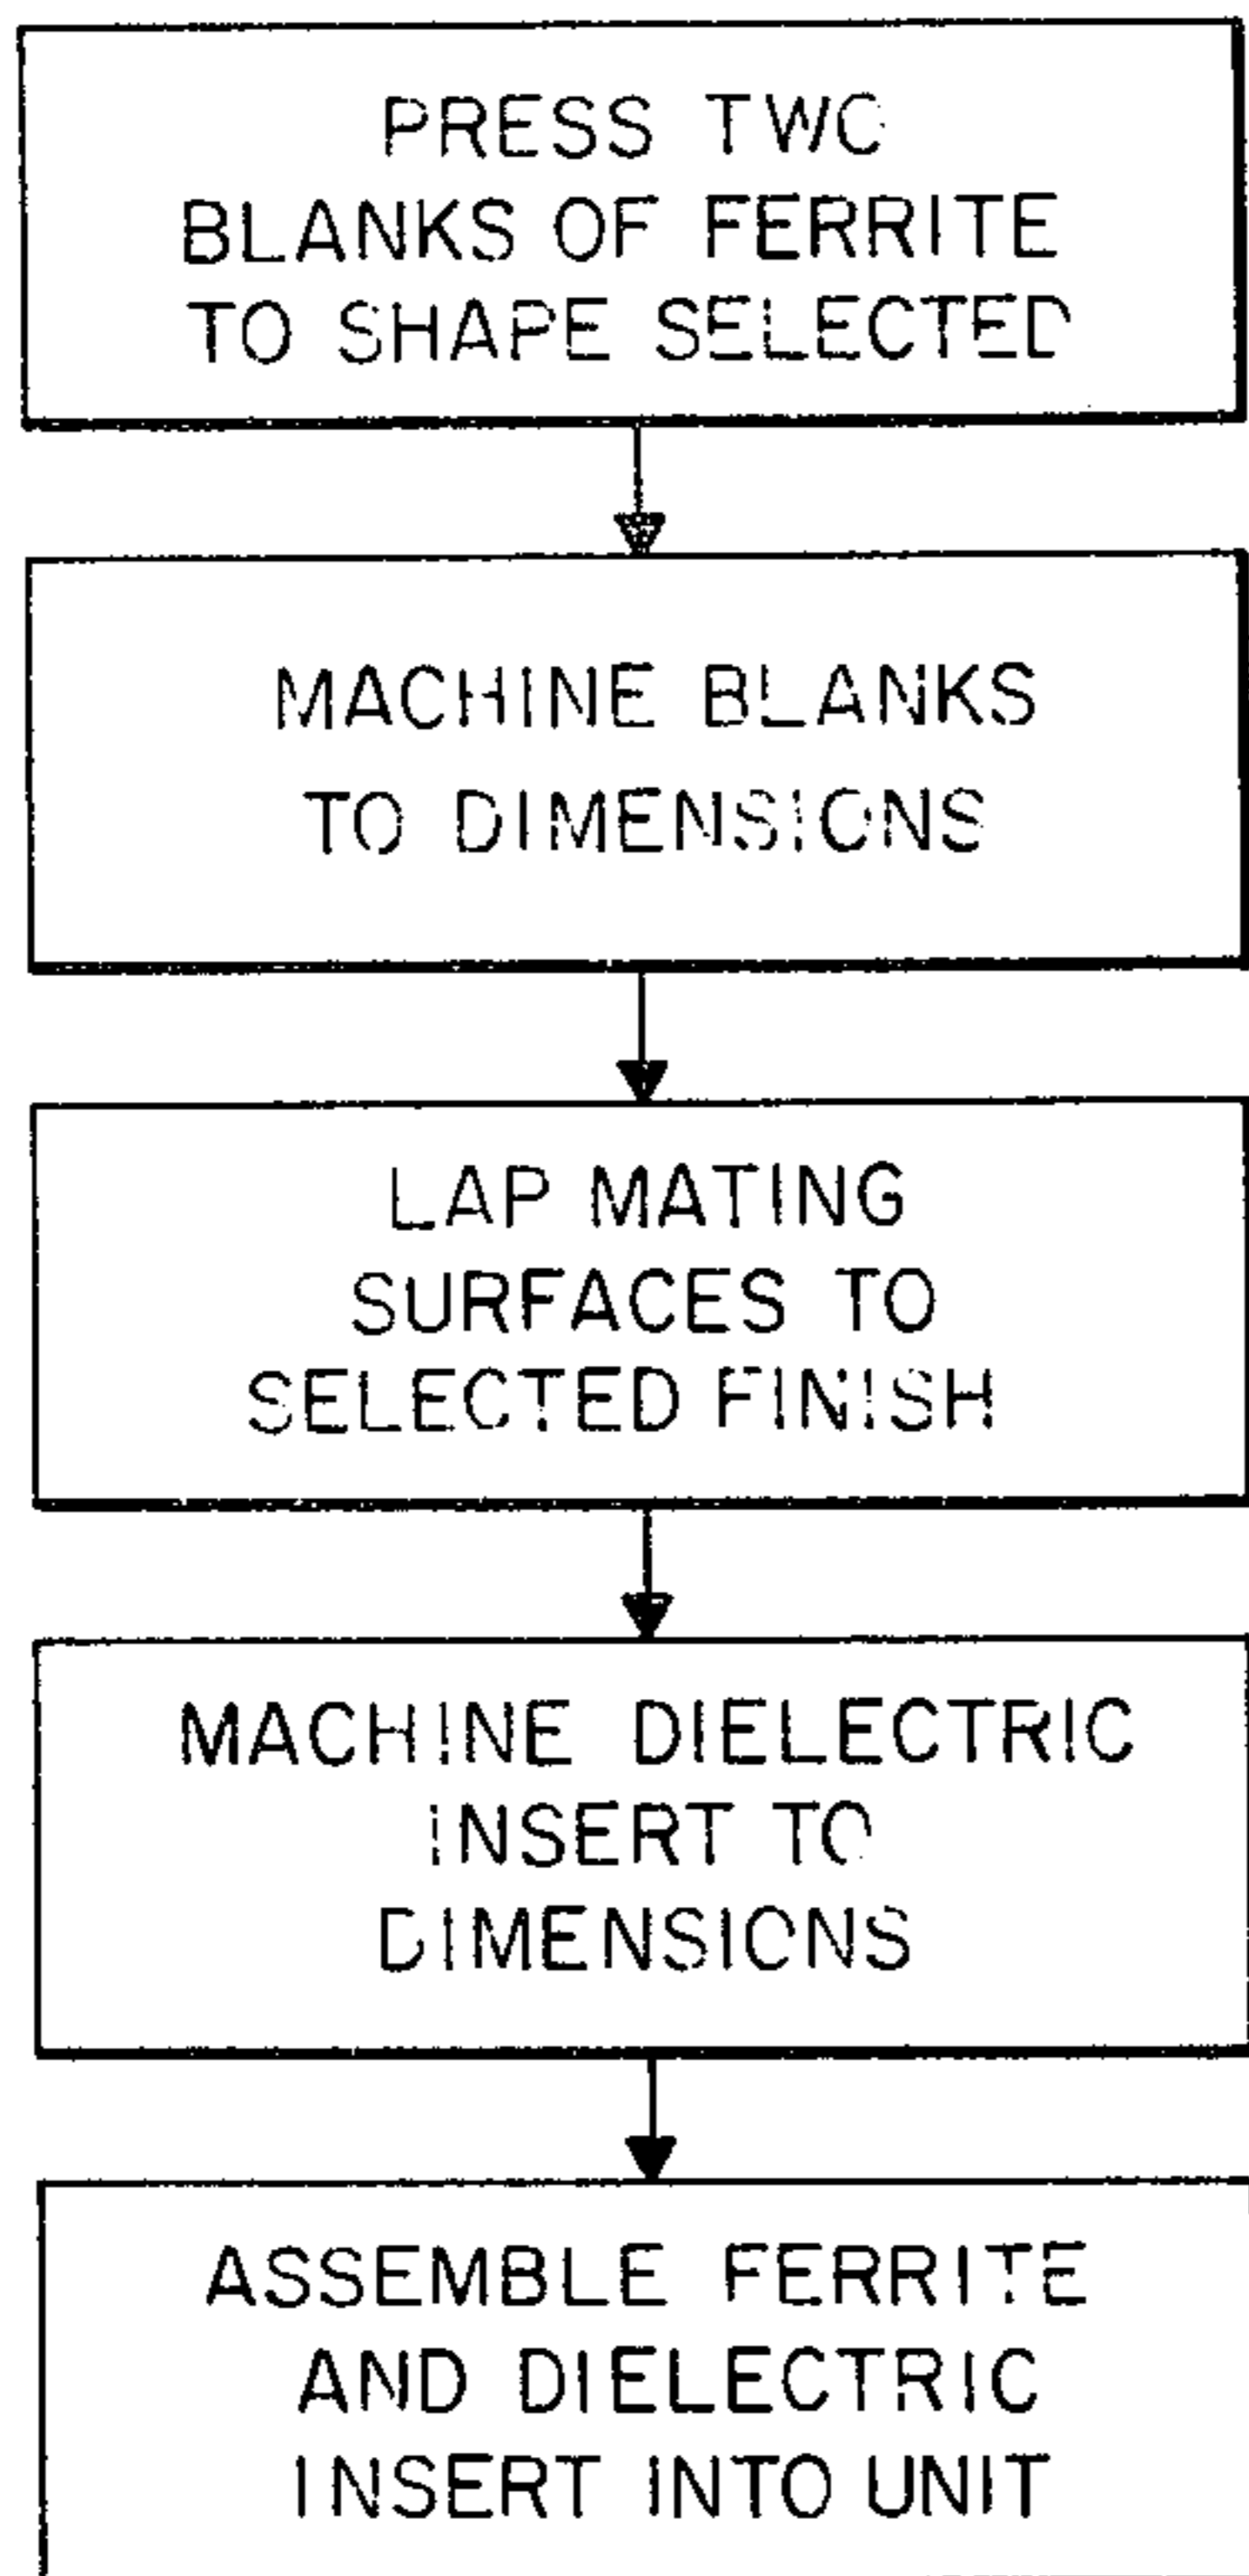 PRESS TWO
BLANKS OF FERRITE
TO SHAPE SELECTED
MACHINE BLANKS
TO DIMENSIONS
LAP MATING
SURFACES TO
SELECTED FINISH
MACHINE DIELECTRIC
INSERT TO
DIMENSIONS
ASSEMBLE FERRITE
AND DIELECTRIC
INSERT INTO UNIT